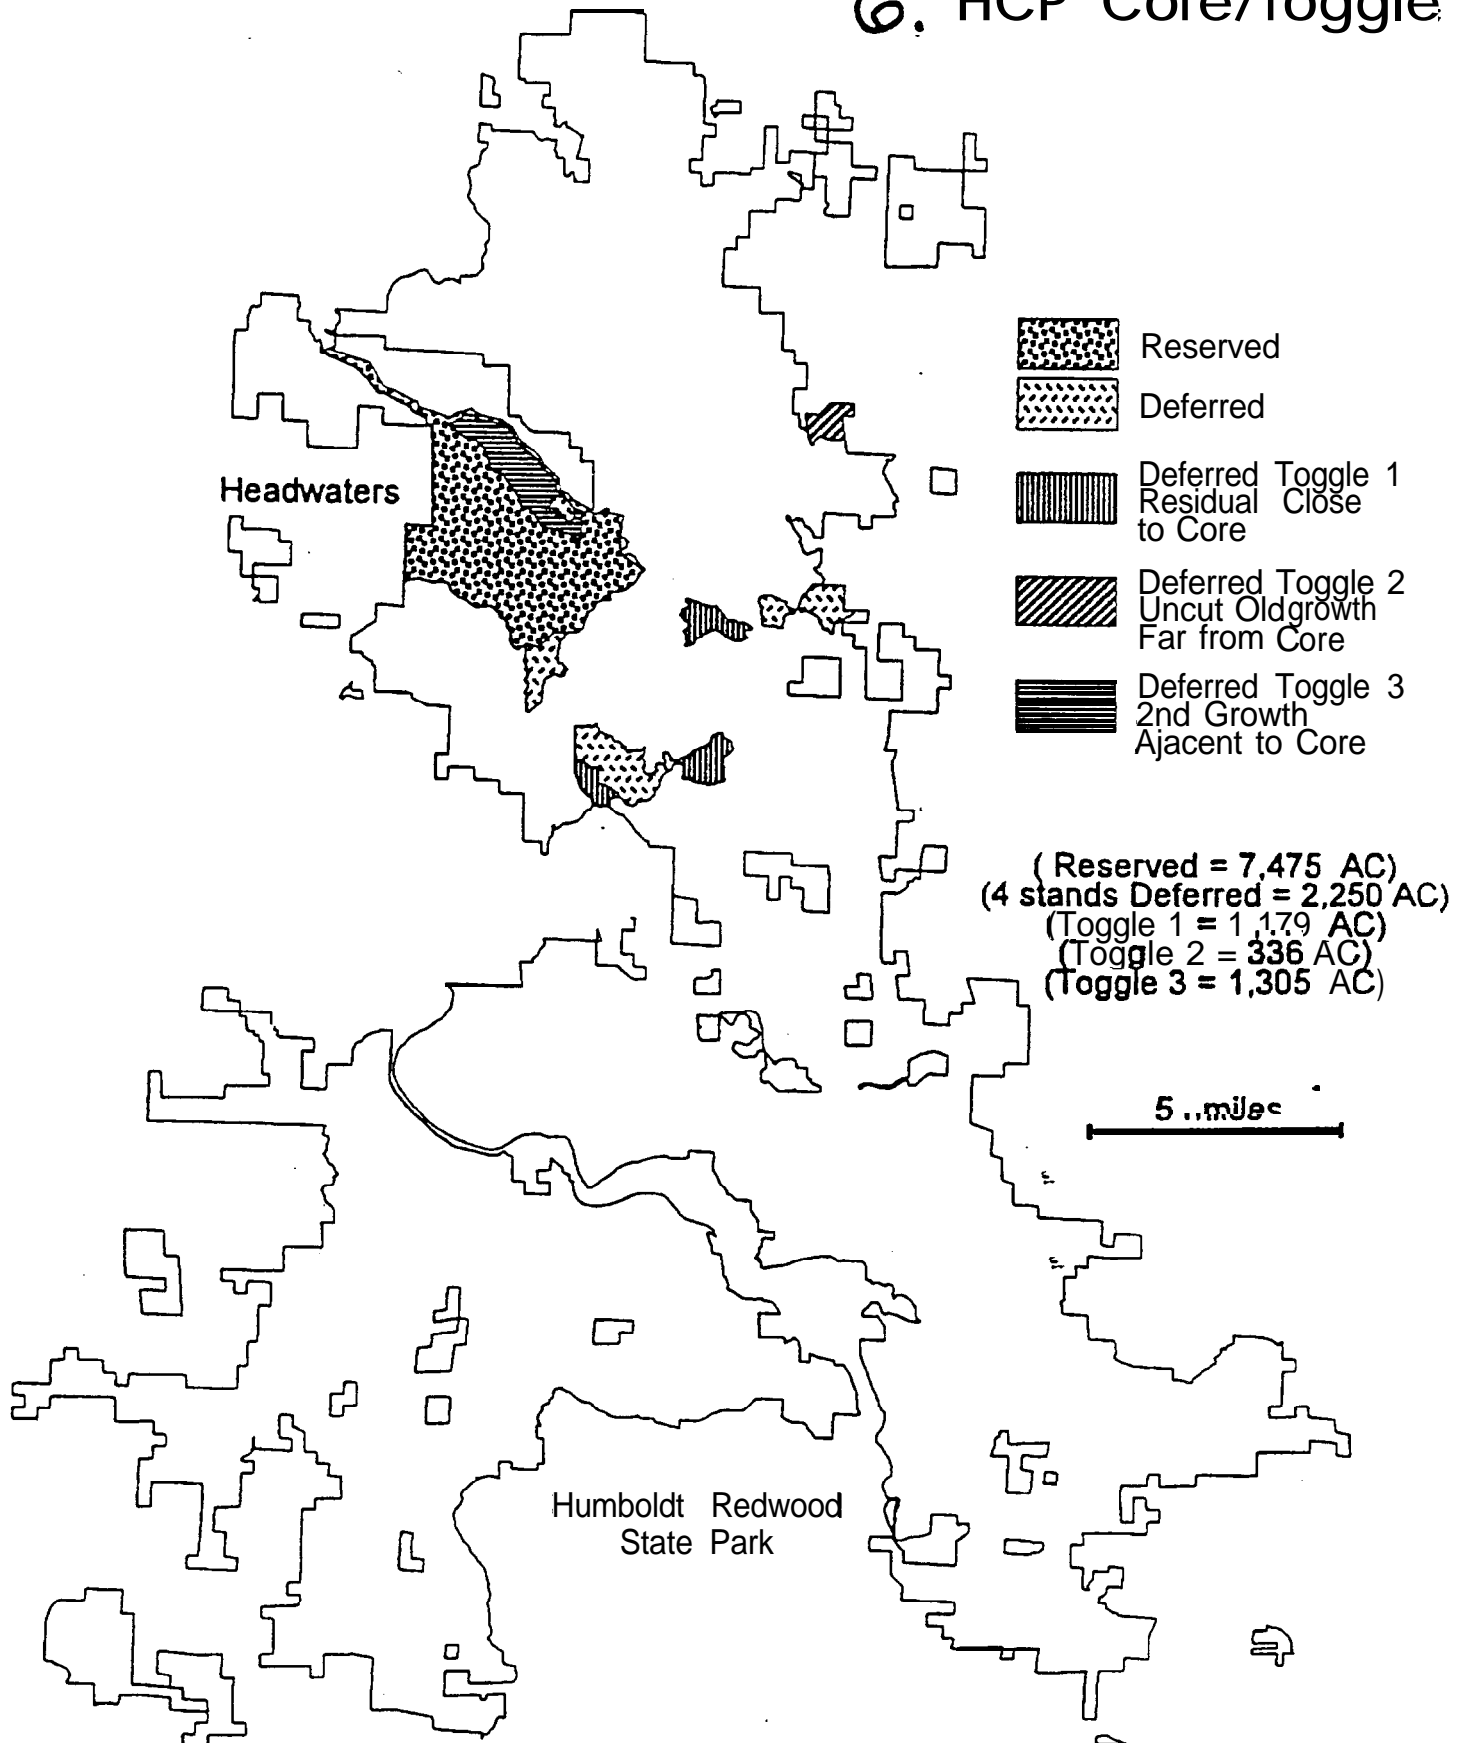 6. HCP Core/Toggle
Reserved
Deferred
Headwaters
Deferred Toggle 1
Residual Close
to Core
Deferred Toggle 2
Uncut Oldgrowth
Far from Core
Deferred Toggle 3
2nd Growth
Ajacent to Core
( Reserved = 7,475 AC)
(4 stands Deferred = 2,250 AC)
(Toggle 1 = 1,179 AC)
(Toggle 2 = 336 AC)
(Toggle 3 = 1,305 AC)
5 miles
Humboldt Redwood
State Park